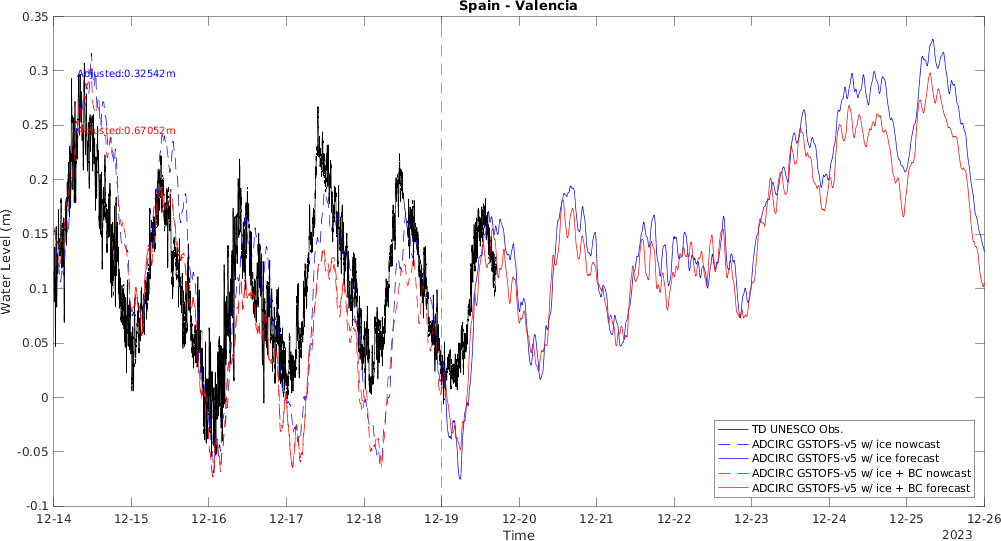 Spain - Valencia
0.35
0.3
0.25
0.2
0.15
0.1
0.05
0
-0.05
-0.1
Water Level (m)
Adjusted:0.32542m
Adjusted:0.67052m
TD UNESCO Obs.
ADCIRC GSTOFS-v5 w/ ice nowcast
ADCIRC GSTOFS-v5 w/ ice forecast
ADCIRC GSTOFS-v5 w/ ice + BC nowcast
ADCIRC GSTOFS-v5 w/ ice + BC forecast
12-14 12-15 12-16 12-17 12-18 12-19 12-20 12-21 12-22 12-23 12-24 12-25 12-26
Time
2023